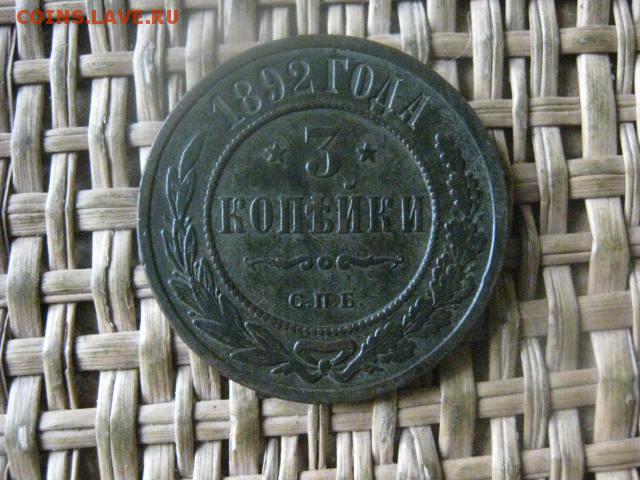 COINS.LAVE.RU
1892 ГОДА
3
КОПѢЙКИ
С.П.Б.